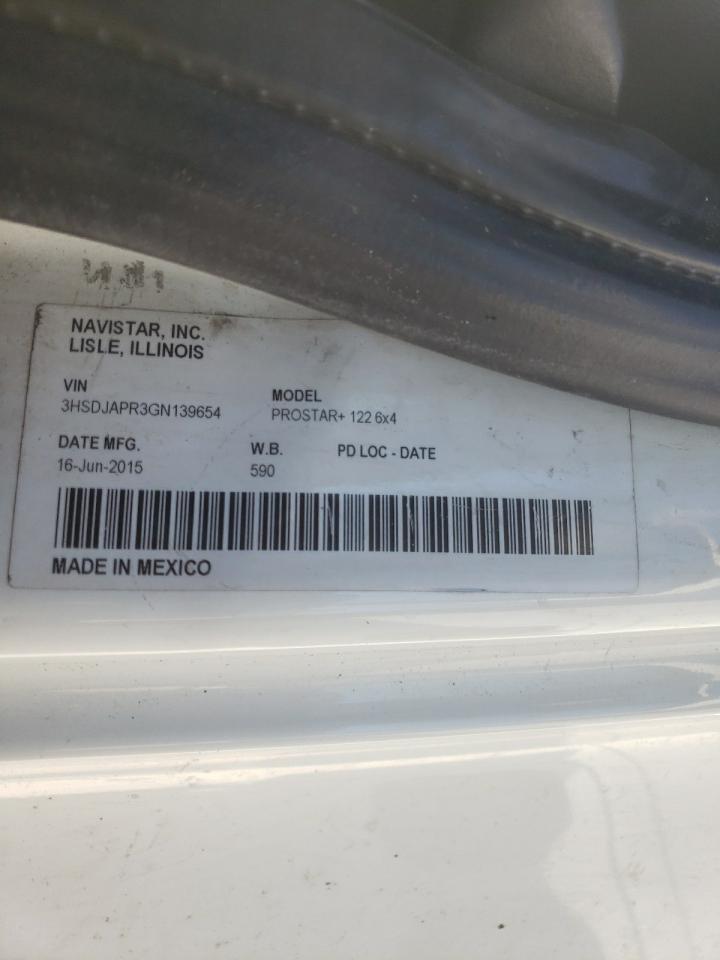 NAVISTAR, INC.
LISLE, ILLINOIS
VIN
3HSDJAPR3GN139654
MODEL
PROSTAR+ 122 6x4
DATE MFG.
16-Jun-2015
W.B.
590
PD LOC - DATE
MADE IN MEXICO